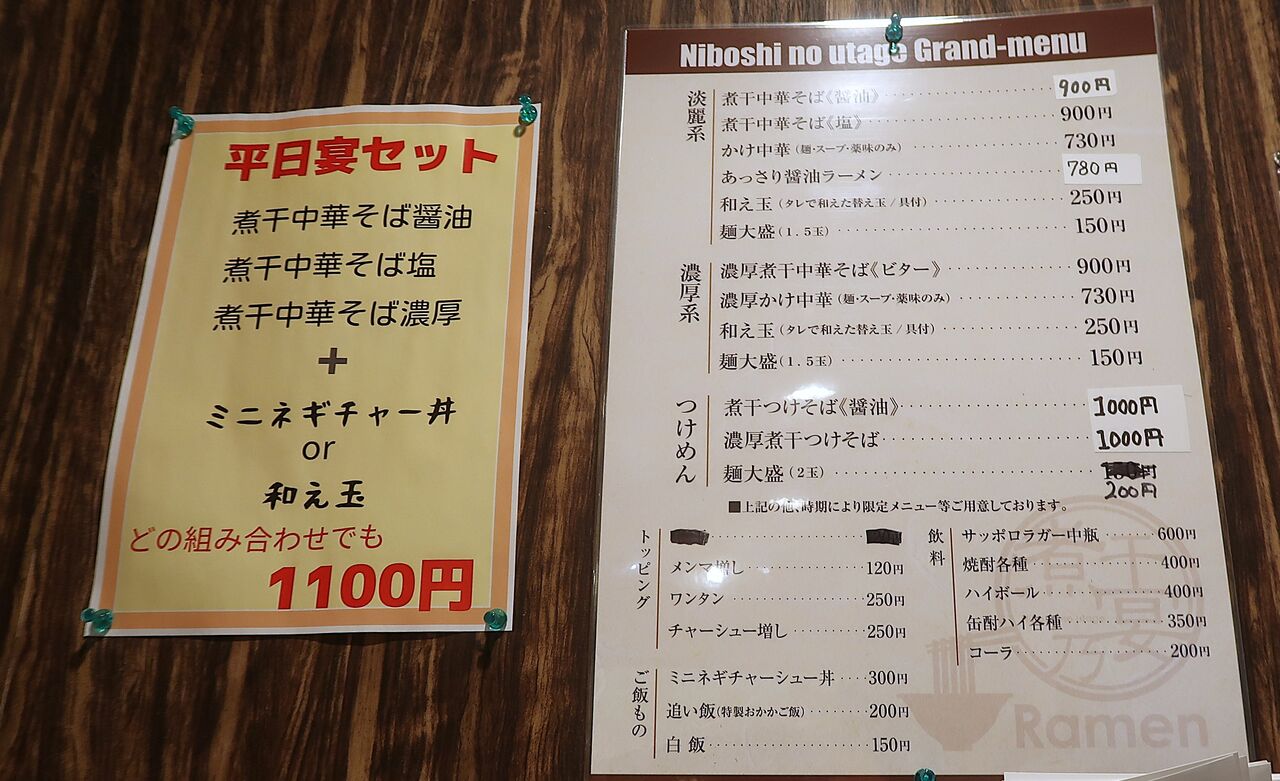 平日宴セット
煮干中華そば醤油
煮干中華そば塩
煮干中華そば濃厚
+
ミニネギチャー丼
or
和え玉
どの組み合わせでも
1100円
Niboshi no utage Grand-menu
淡麗系
煮干中華そば《醤油》 900円
煮干中華そば《塩》 900円
かけ中華(麺・スープ・薬味のみ) 730円
あっさり醤油ラーメン 780円
和え玉(タレで和えた替え玉/具付) 250円
麺大盛(1.5玉) 150円
濃厚系
濃厚煮干中華そば《ビター》 900円
濃厚かけ中華(麺・スープ・薬味のみ) 730円
和え玉(タレで和えた替え玉/具付) 250円
麺大盛(1.5玉) 150円
つけめん
煮干つけそば《醤油》 1000円
濃厚煮干つけそば 1000円
麺大盛(2玉) 200円
■上記の他、時期により限定メニュー等ご用意しております。
トッピング
メンマ増し 120円
ワンタン 250円
チャーシュー増し 250円
ご飯もの
ミニネギチャーシュー丼 300円
追い飯(特製おかかご飯) 200円
白飯 150円
飲料
サッポロラガー中瓶 600円
焼酎各種 400円
ハイボール 400円
缶酎ハイ各種 350円
コーラ 200円
煮干乃宴
Ramen